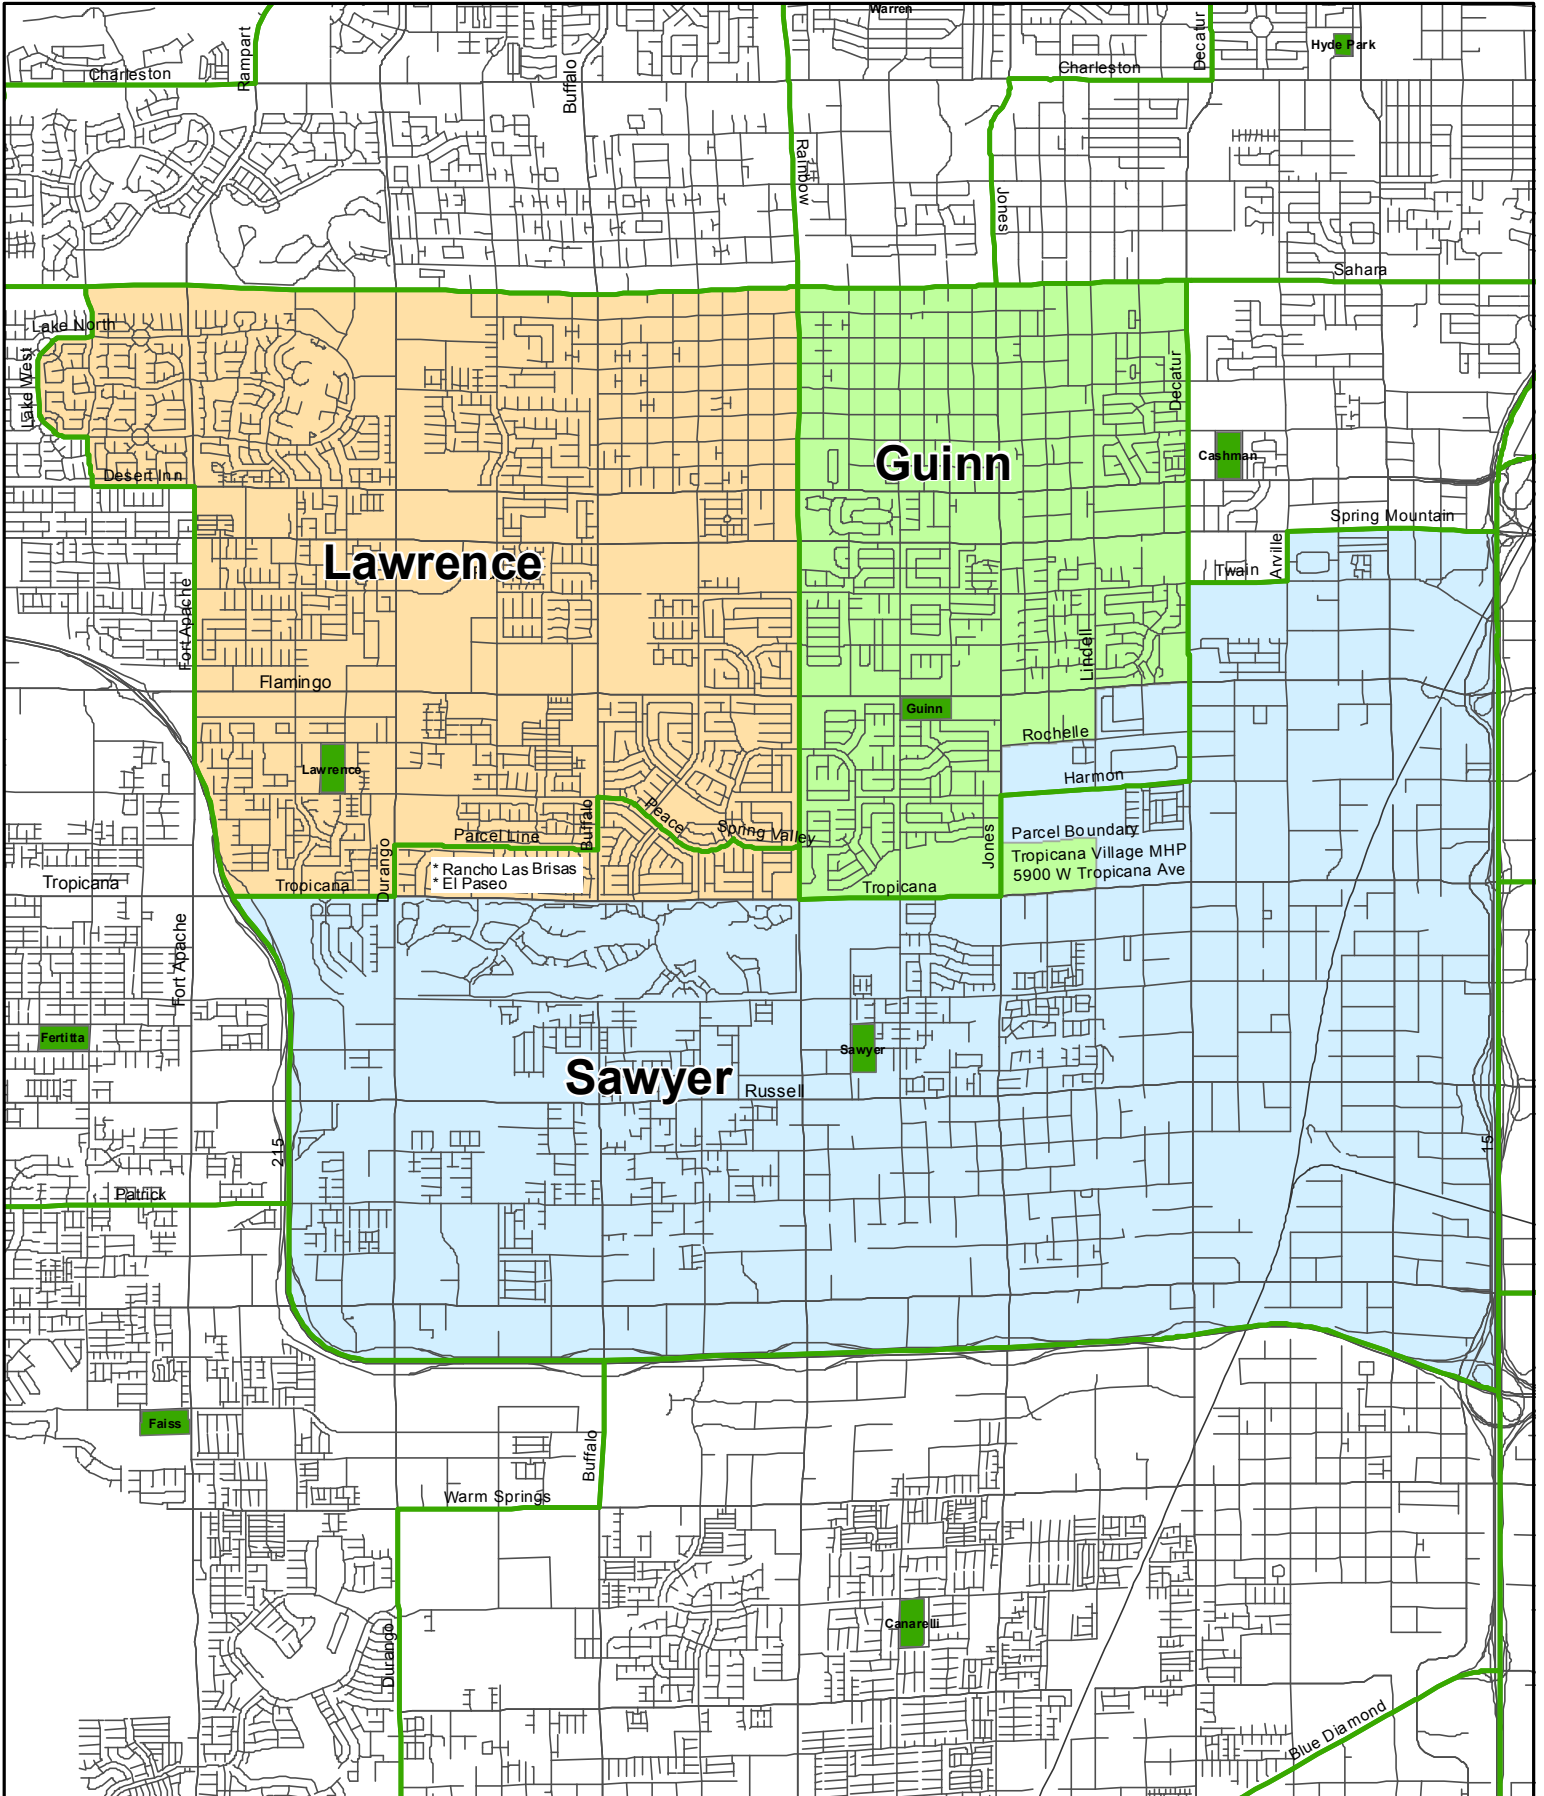 Warren
Rampart
Decatur
Hyde Park
Charleston
Buffalo
Charleston
Rainbow
Jones
Sahara
Lake North
Lake West
Decatur
Guinn
Cashman
Desert Inn
Spring Mountain
Lawrence
Arville
Twain
Fort Apache
Lindell
Flamingo
Guinn
Rochelle
Lawrence
Harmon
Peace
Buffalo
Parcel Line
Spring Valley
Parcel Boundary
Jones
Durango
Tropicana Village MHP
5900 W Tropicana Ave
* Rancho Las Brisas
* El Paseo
Tropicana
Tropicana
Tropicana
Fort Apache
Fertitta
Sawyer
Sawyer
Russell
215
15
Patrick
Faiss
Buffalo
Warm Springs
Canarelli
Durango
Blue Diamond